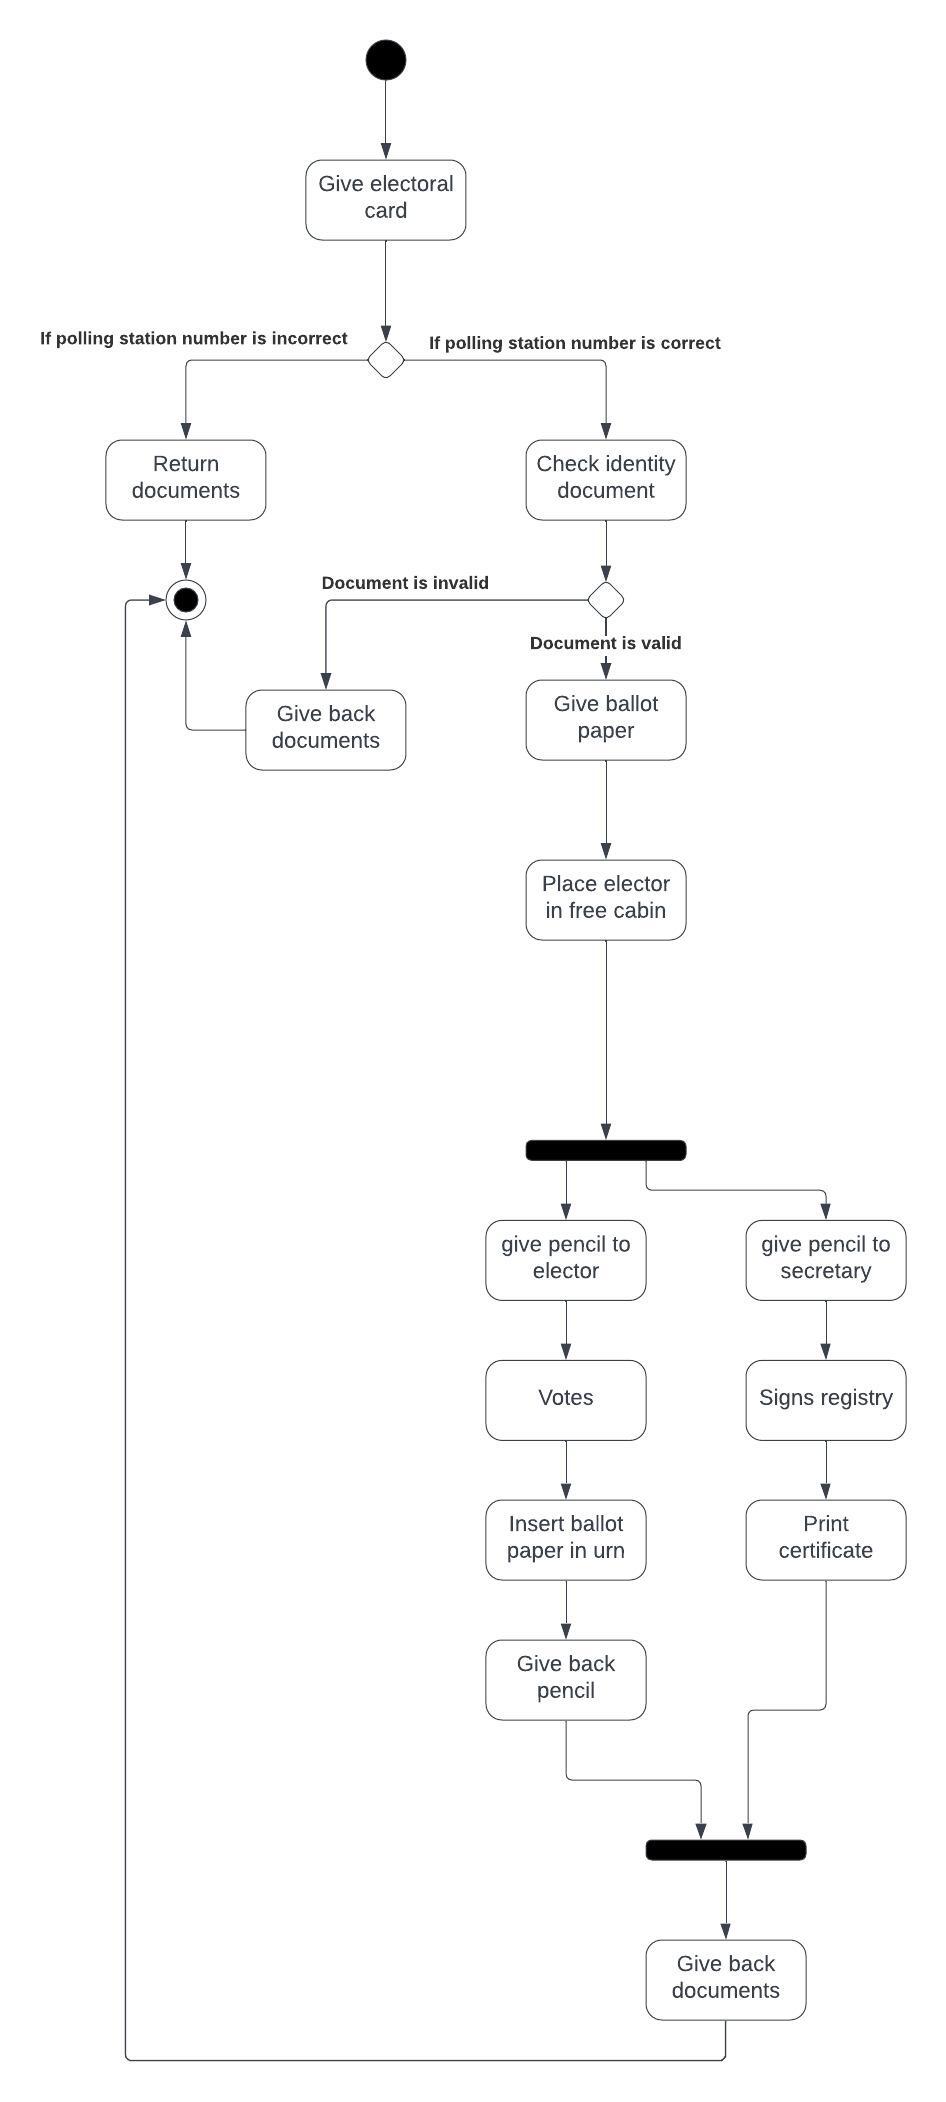 Give electoral
card
If polling station number is incorrect
If polling station number is correct
Return
documents
Check identity
document
Document is invalid
Document is valid
Give back
documents
Give ballot
paper
Place elector
in free cabin
give pencil to
elector
give pencil to
secretary
Votes
Signs registry
Insert ballot
paper in urn
Print
certificate
Give back
pencil
Give back
documents